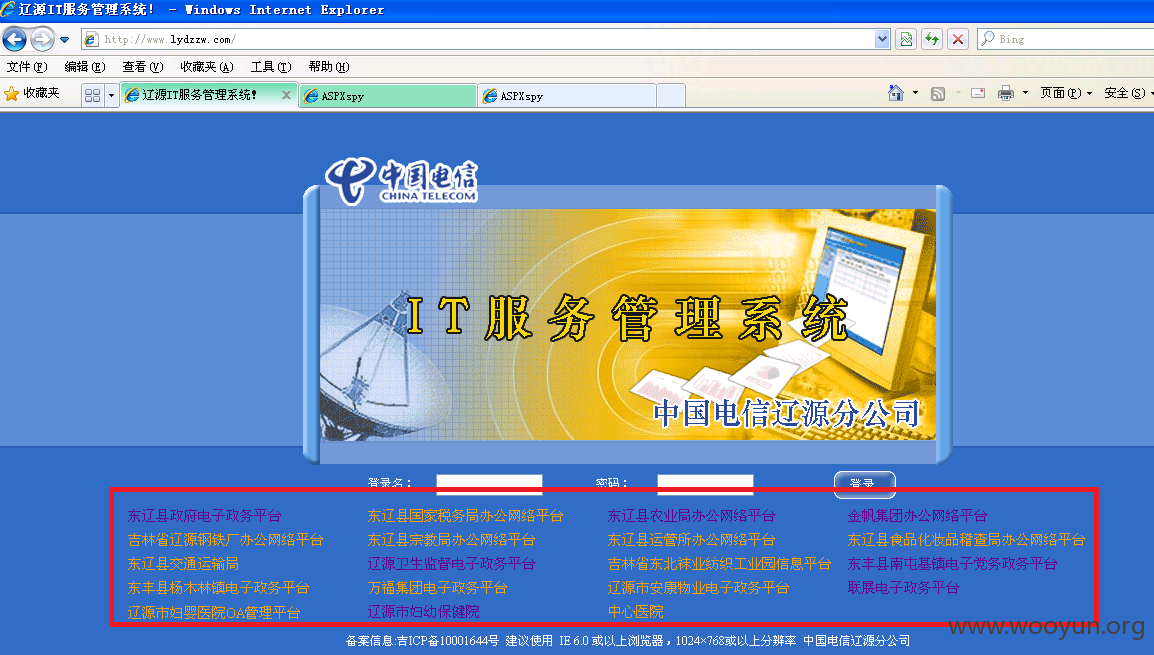 辽源IT服务管理系统! - Windows Internet Explorer
http://www.lydzzw.com/
Bing
文件(F) 编辑(E) 查看(V) 收藏夹(A) 工具(T) 帮助(H)
收藏夹 辽源IT服务管理系统! ASPXspy ASPXspy 页面(P) 安全(S)
中国电信
CHINA TELECOM
IT服务管理系统
中国电信辽源分公司
登录名: 密码: 登录
东辽县政府电子政务平台 东辽县国家税务局办公网络平台 东辽县农业局办公网络平台 金帆集团办公网络平台
吉林省辽源钢铁厂办公网络平台 东辽县宗教局办公网络平台 东辽县运管所办公网络平台 东辽县食品化妆品稽查局办公网络平台
东辽县交通运输局 辽源卫生监督电子政务平台 吉林省东北袜业纺织工业园信息平台 东丰县南屯基镇电子党务政务平台
东丰县杨木林镇电子政务平台 万福集团电子政务平台 辽源市安康物业电子政务平台 联展电子政务平台
辽源市妇婴医院OA管理平台 辽源市妇幼保健院 中心医院
备案信息:吉ICP备10001644号 建议使用 IE 6.0 或以上浏览器,1024×768或以上分辨率 中国电信辽源分公司
www.wooyun.org